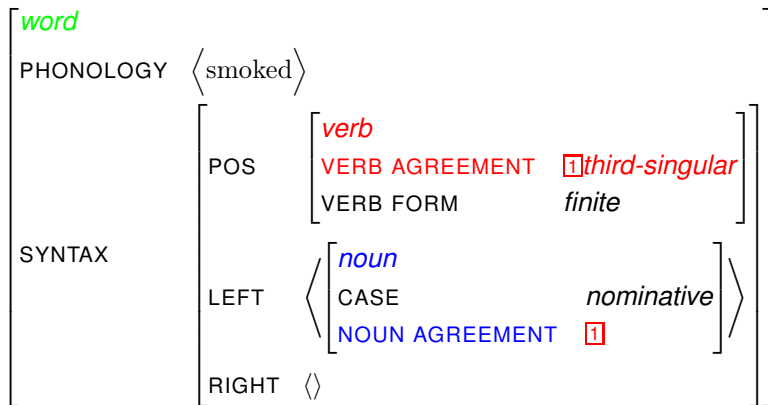 word
PHONOLOGY ⟨smoked⟩
verb
POS VERB AGREEMENT 1 third-singular
VERB FORM finite
SYNTAX
noun
LEFT ⟨ CASE nominative ⟩
NOUN AGREEMENT 1
RIGHT ⟨⟩